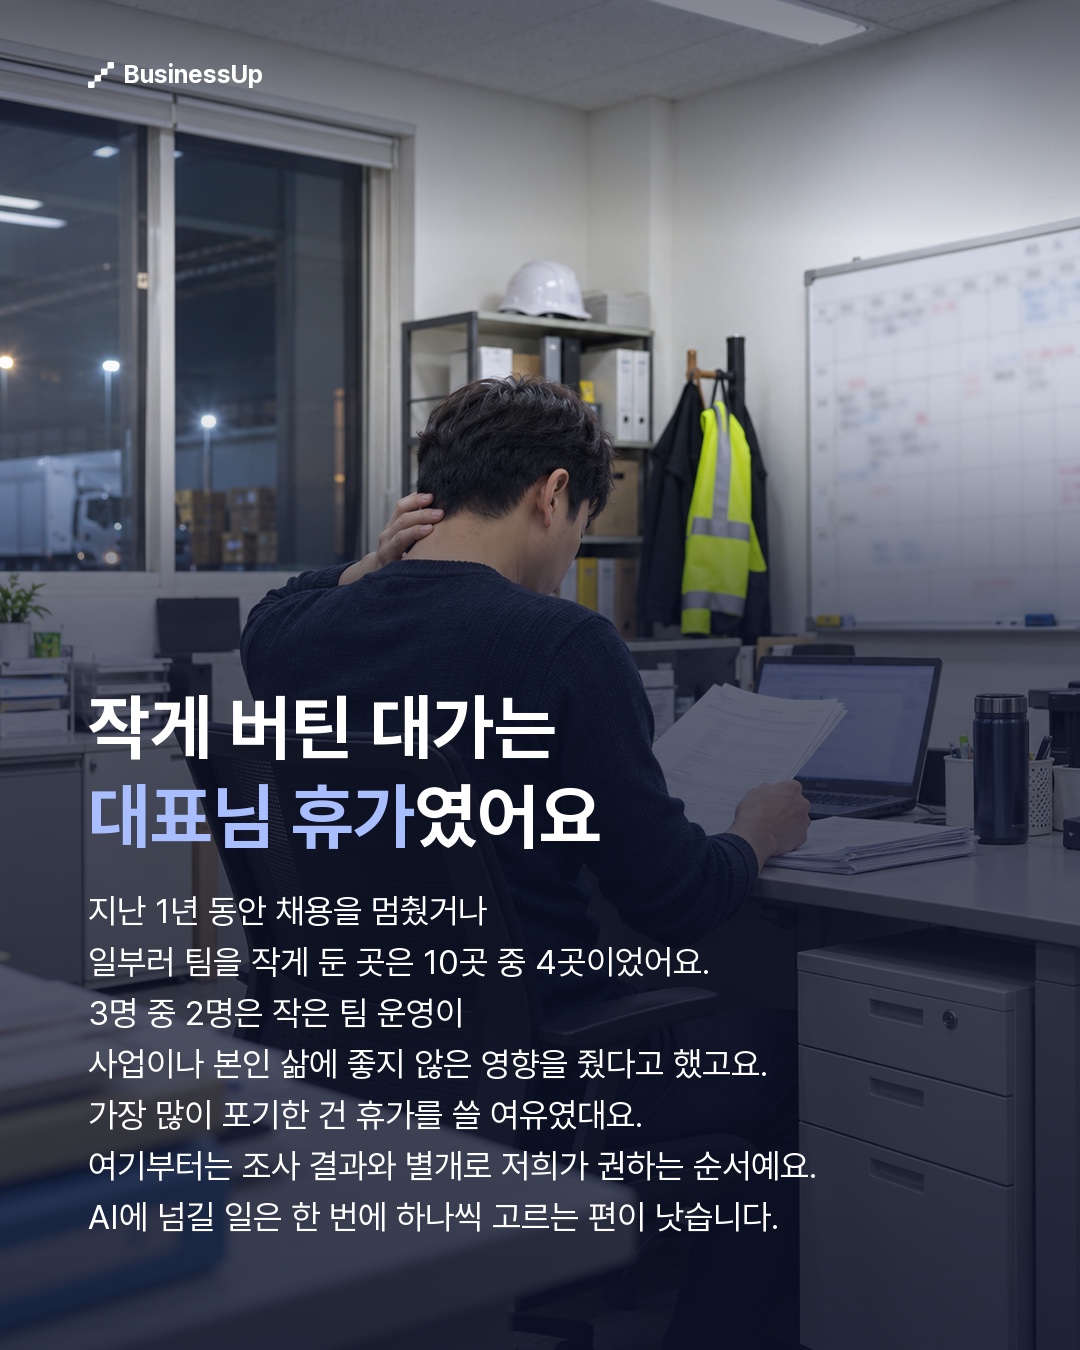 BusinessUp
작게 버틴 대가는
대표님 휴가였어요
지난 1년 동안 채용을 멈췄거나
일부러 팀을 작게 둔 곳은 10곳 중 4곳이었어요.
3명 중 2명은 작은 팀 운영이
사업이나 본인 삶에 좋지 않은 영향을 줬다고 했고요.
가장 많이 포기한 건 휴가를 쓸 여유였대요.
여기부터는 조사 결과와 별개로 저희가 권하는 순서예요.
AI에 넘길 일은 한 번에 하나씩 고르는 편이 낫습니다.